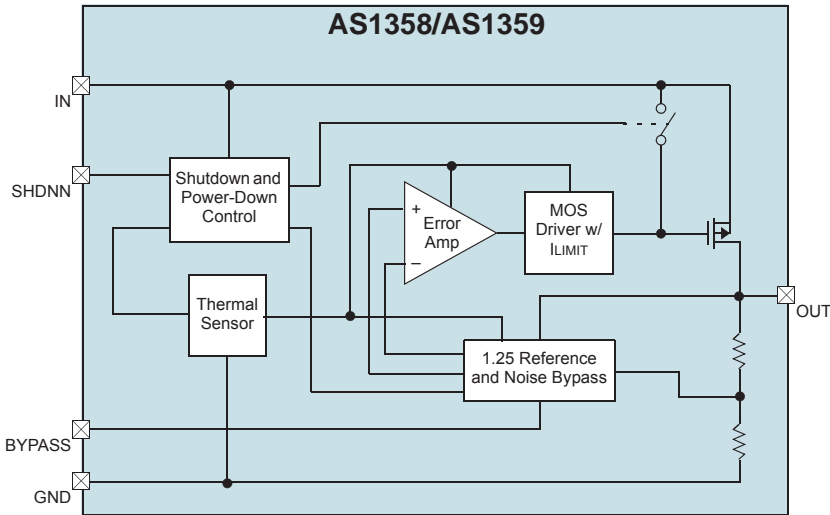 AS1358/AS1359
IN
SHDNN
Shutdown and
Power-Down
Control
+
Error
Amp
–
MOS
Driver w/
ILIMIT
Thermal
Sensor
OUT
1.25 Reference
and Noise Bypass
BYPASS
GND